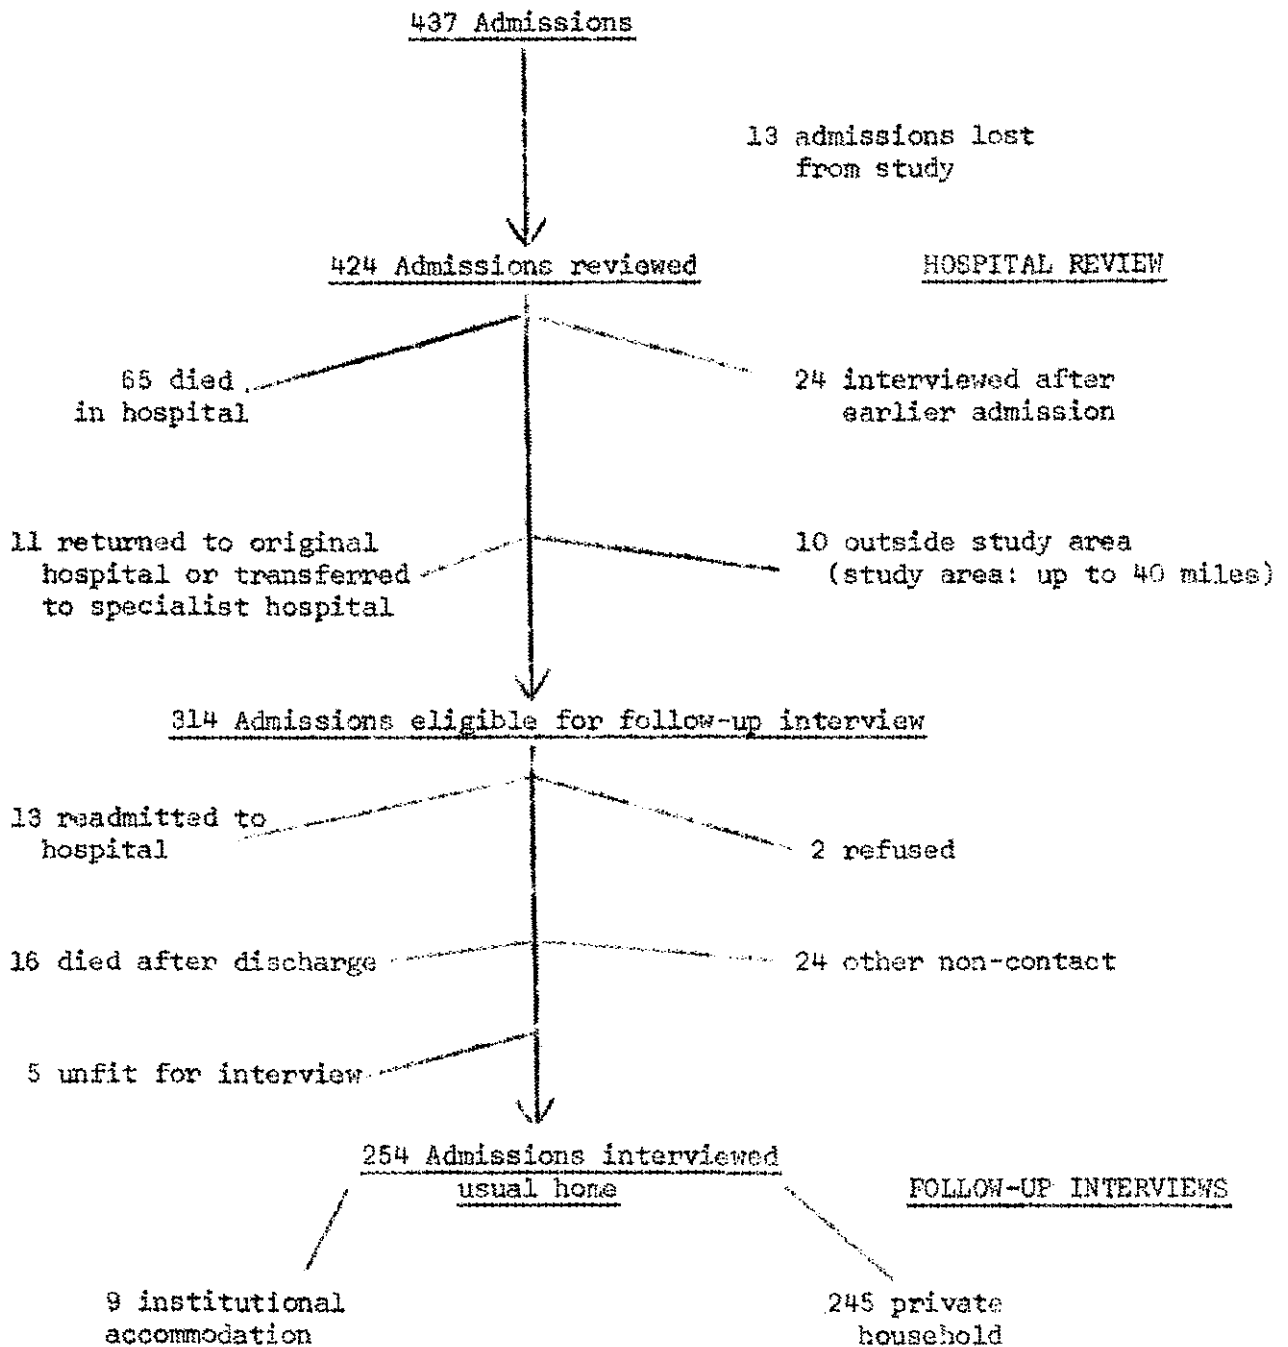 437 Admissions
13 admissions lost
from study
424 Admissions reviewed
HOSPITAL REVIEW
65 died
in hospital
24 interviewed after
earlier admission
11 returned to original
hospital or transferred
to specialist hospital
10 outside study area
(study area: up to 40 miles)
314 Admissions eligible for follow-up interview
13 readmitted to
hospital
2 refused
16 died after discharge
24 other non-contact
5 unfit for interview
254 Admissions interviewed
usual home
FOLLOW-UP INTERVIEWS
9 institutional
accommodation
245 private
household